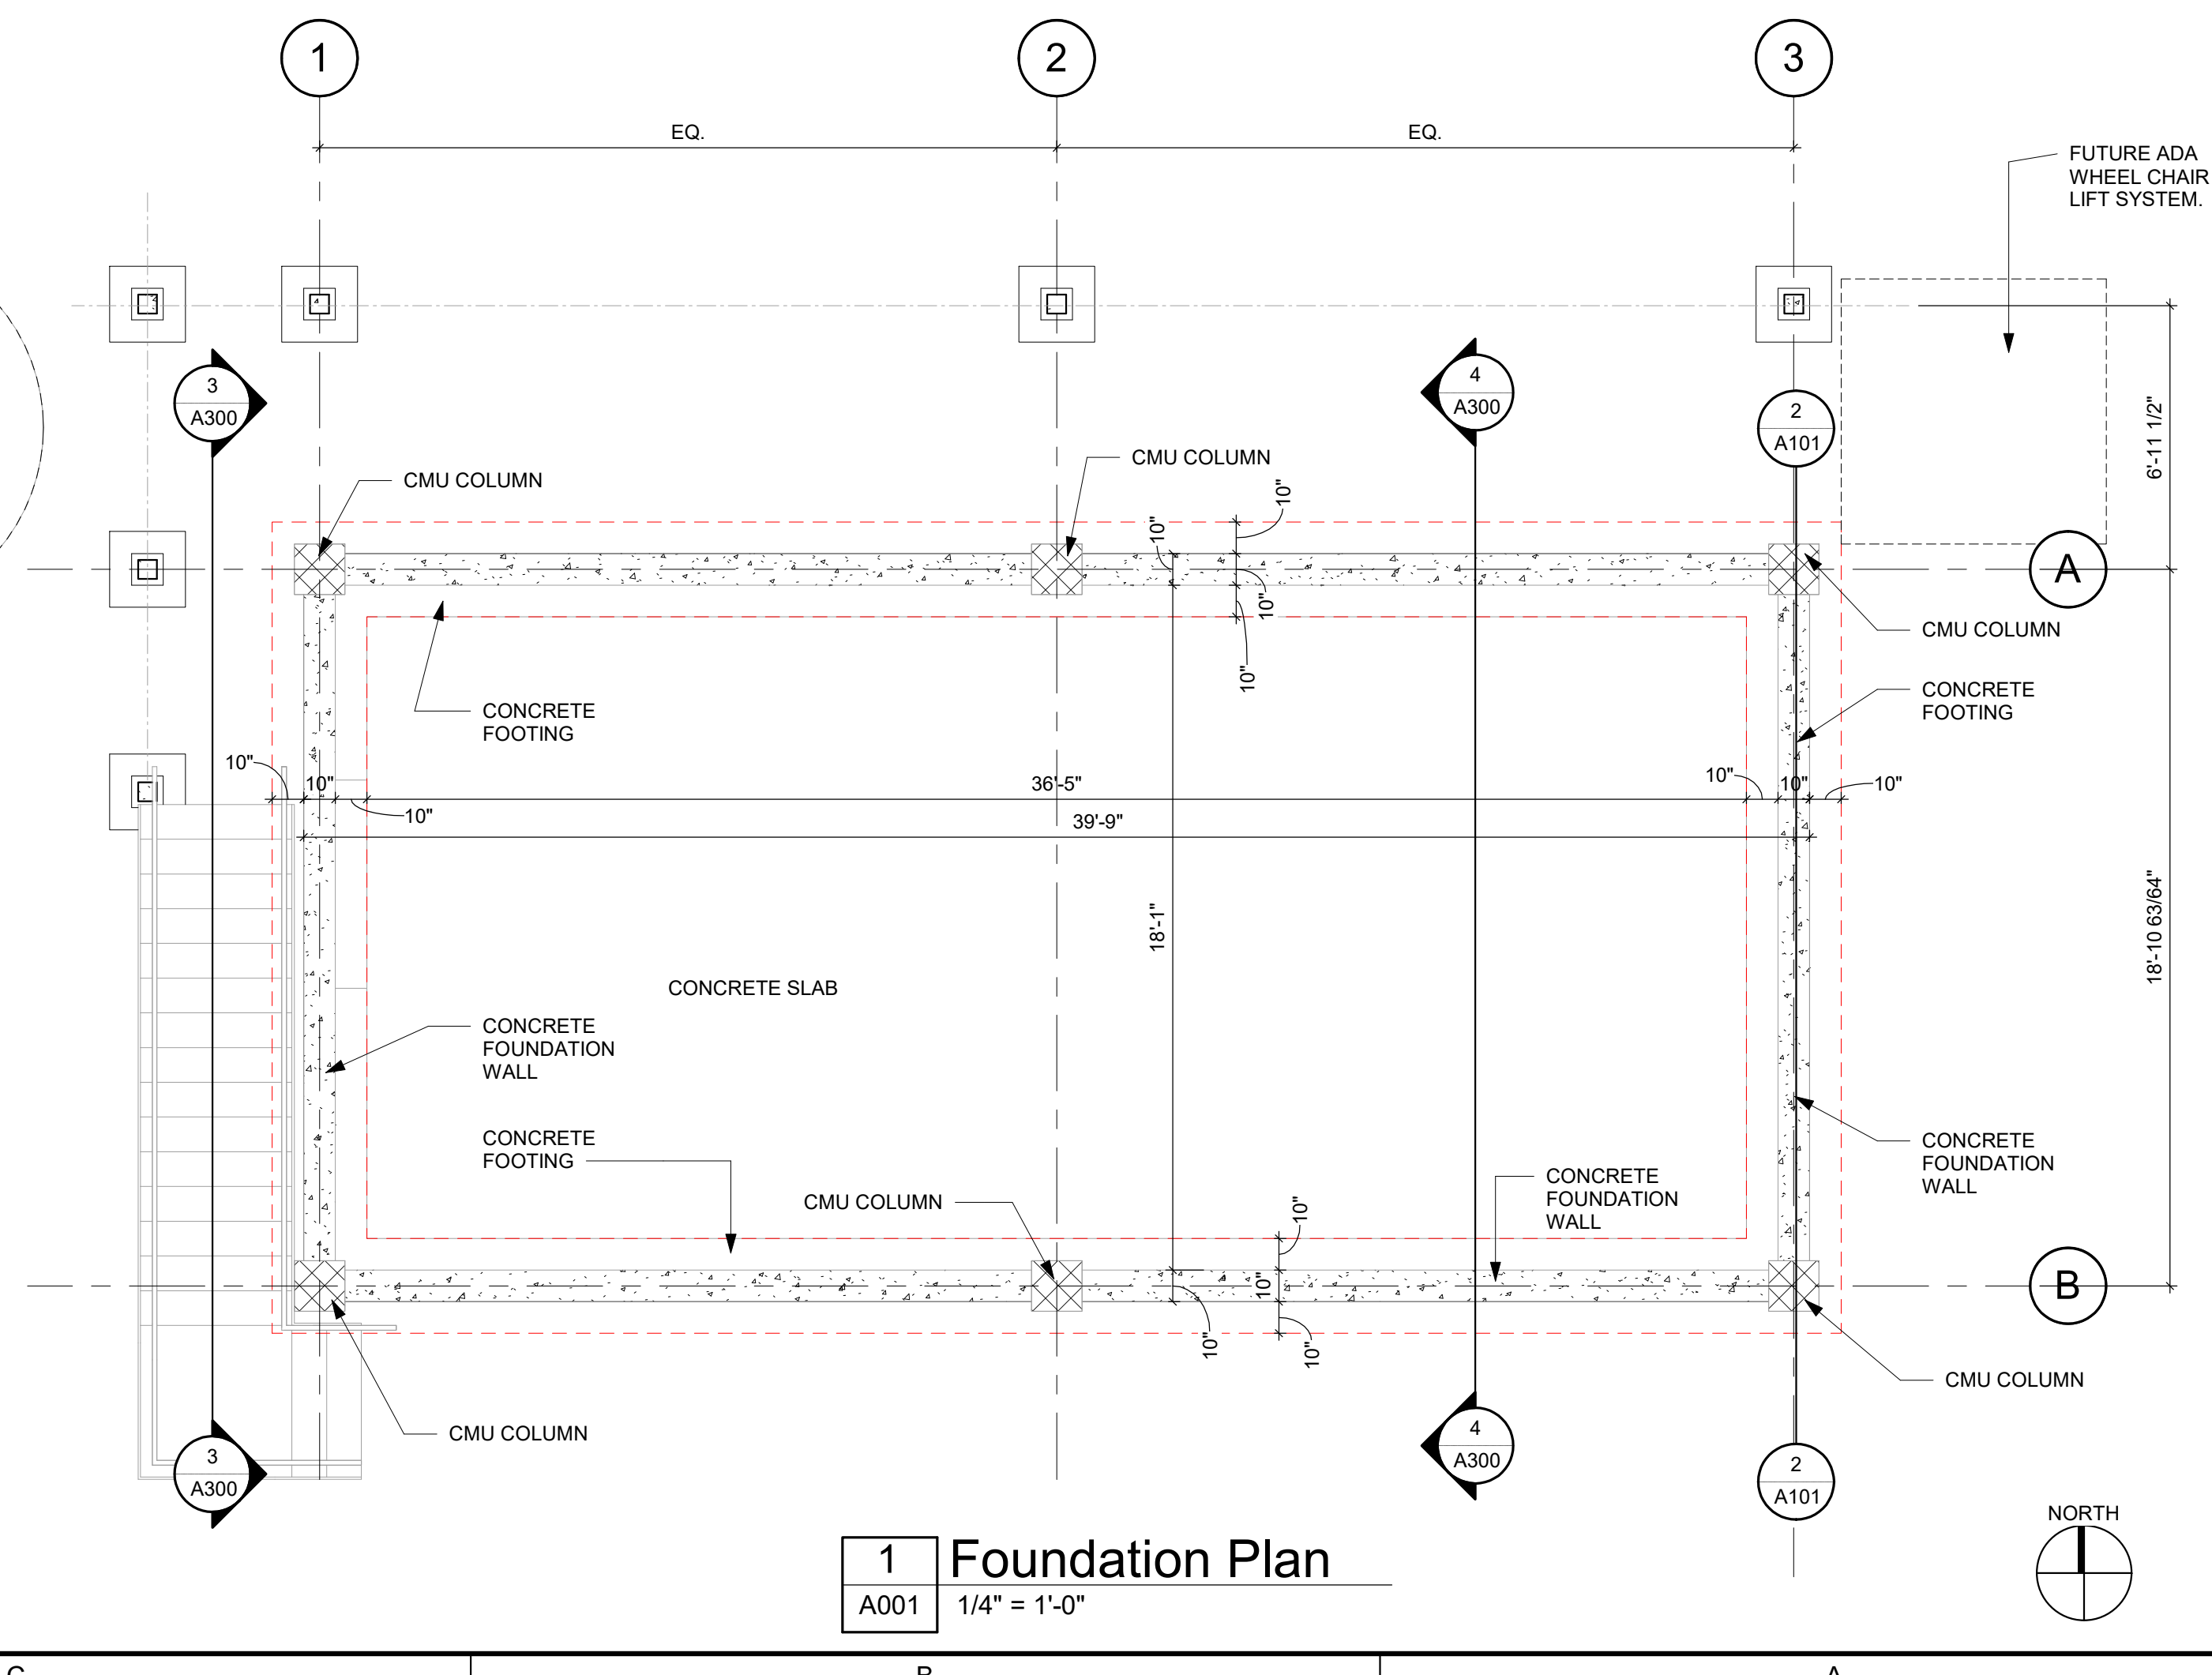 1
2
3
EQ.
EQ.
FUTURE ADA
WHEEL CHAIR
LIFT SYSTEM.
3
A300
4
A300
2
A101
6'-11 1/2"
CMU COLUMN
CMU COLUMN
10"
10"
A
10"
CMU COLUMN
10"
CONCRETE
FOOTING
CONCRETE
FOOTING
10"
10"
10"
36'-5"
10"
10"
10"
39'-9"
18'-1"
18'-10 63/64"
CONCRETE SLAB
CONCRETE
FOUNDATION
WALL
CONCRETE
FOOTING
CMU COLUMN
CONCRETE
FOUNDATION
WALL
CONCRETE
FOUNDATION
WALL
10"
10"
10"
10"
B
CMU COLUMN
CMU COLUMN
3
A300
4
A300
2
A101
NORTH
1
A001
Foundation Plan
1/4" = 1'-0"
C
B
A